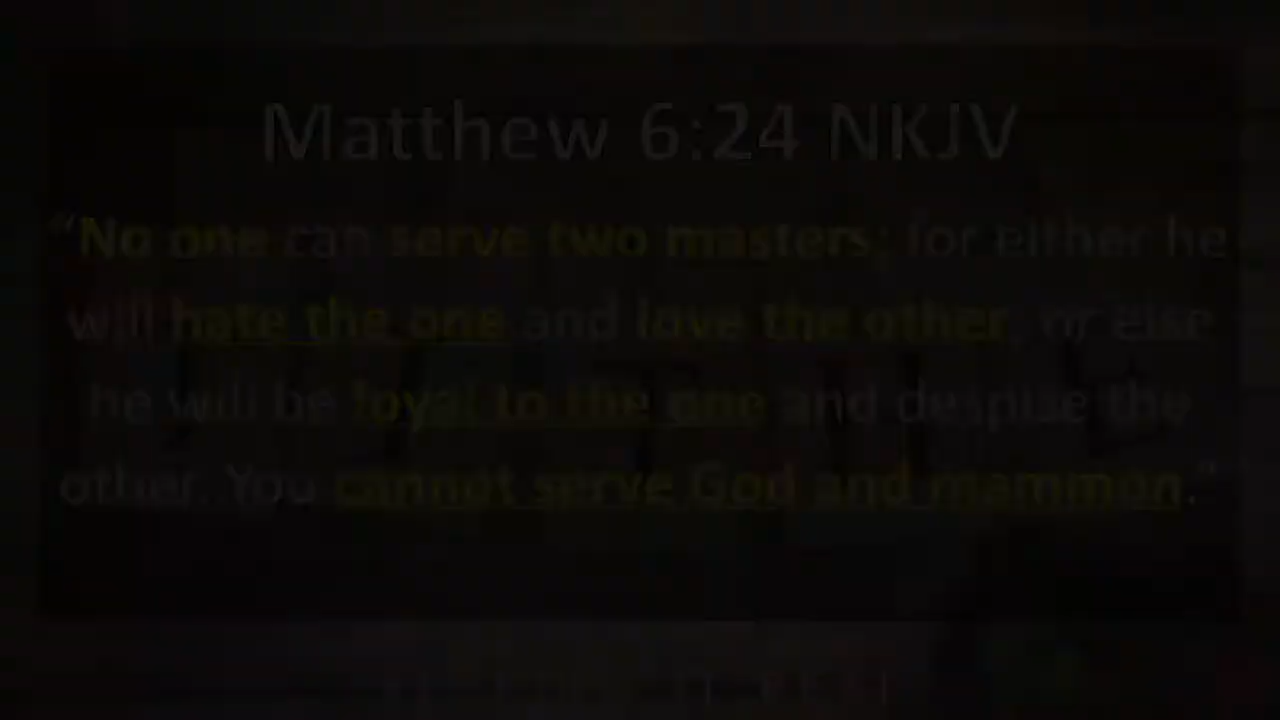 Matthew 6:24 NKJV
“No one can serve two masters; for either he
will hate the one and love the other, or else
he will be loyal to the one and despise the
other. You cannot serve God and mammon.”